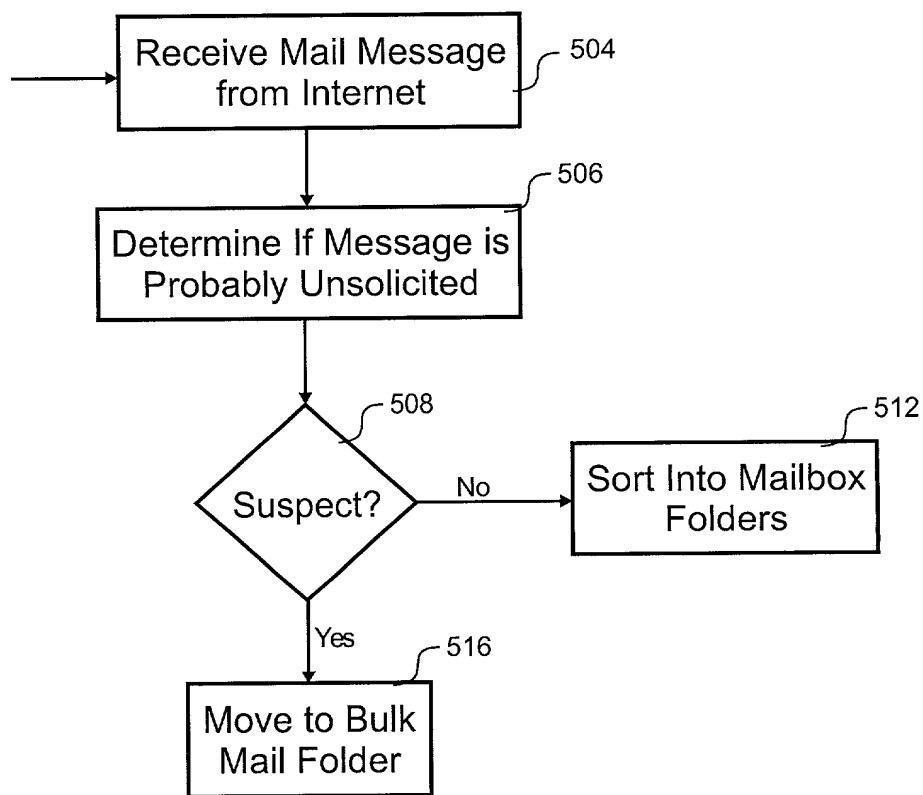 Receive Mail Message
from Internet
504
506
Determine If Message is
Probably Unsolicited
508
Suspect?
No
512
Sort Into Mailbox
Folders
Yes
516
Move to Bulk
Mail Folder